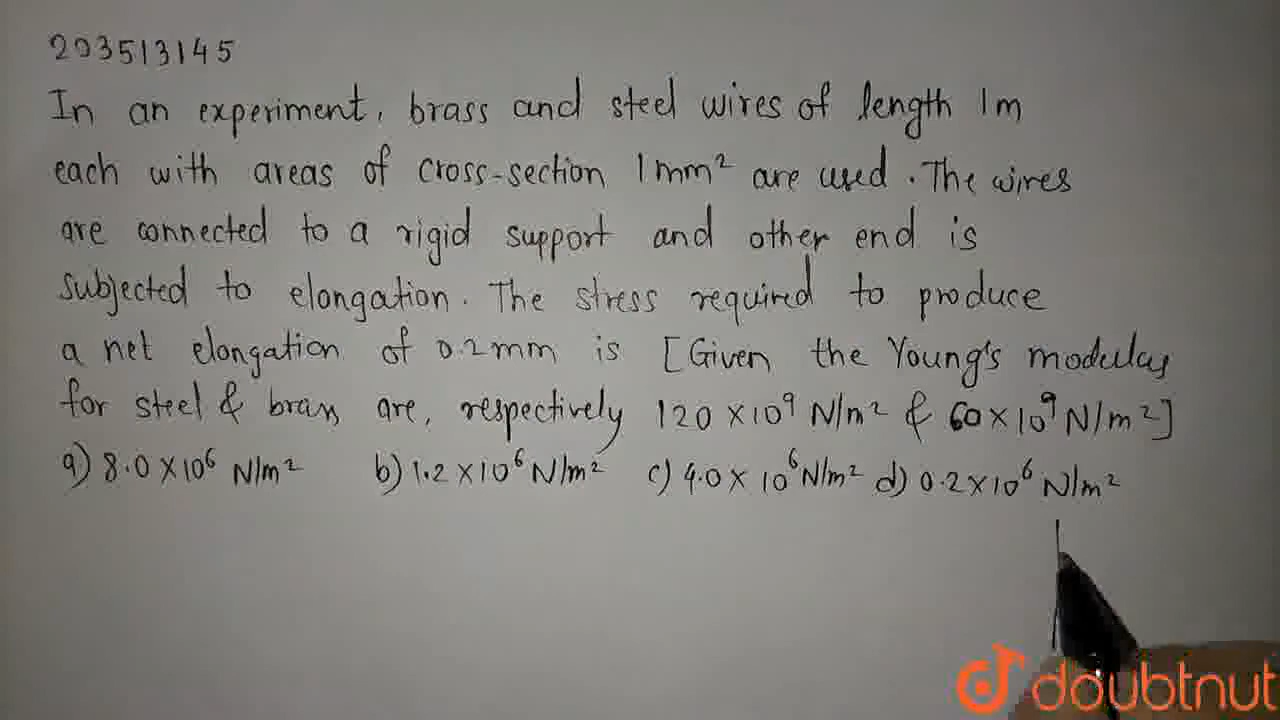 203513145
In an experiment, brass and steel wires of length 1m
each with areas of cross-section 1mm² are used. The wires
are connected to a rigid support and other end is
subjected to elongation. The stress required to produce
a net elongation of 0.2mm is [Given the Young's modulus
for steel & brass are, respectively 120×10⁹ N/m² & 60×10⁹ N/m²]
a) 8.0×10⁶ N/m² b) 1.2×10⁶ N/m² c) 4.0×10⁶ N/m² d) 0.2×10⁶ N/m²
doubtnut